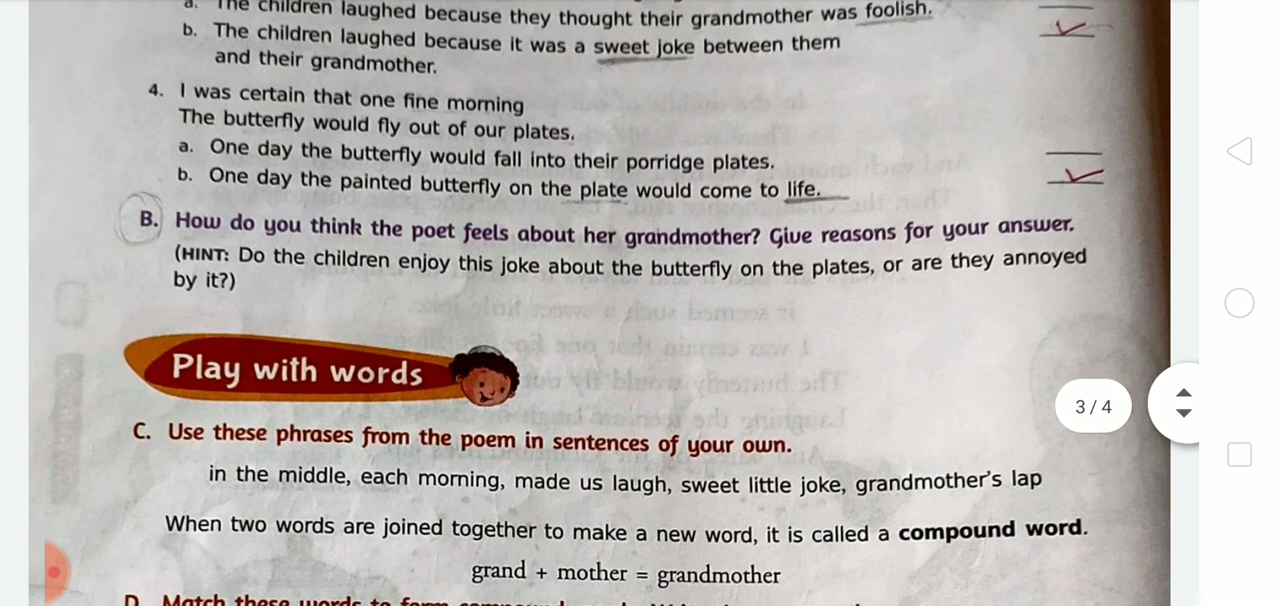 a. The children laughed because they thought their grandmother was foolish.
b. The children laughed because it was a sweet joke between them
and their grandmother.
4. I was certain that one fine morning
The butterfly would fly out of our plates.
a. One day the butterfly would fall into their porridge plates.
b. One day the painted butterfly on the plate would come to life.
B. How do you think the poet feels about her grandmother? Give reasons for your answer.
(HINT: Do the children enjoy this joke about the butterfly on the plates, or are they annoyed
by it?)
Play with words
3 / 4
C. Use these phrases from the poem in sentences of your own.
in the middle, each morning, made us laugh, sweet little joke, grandmother's lap
When two words are joined together to make a new word, it is called a compound word.
grand + mother = grandmother
D. Match these words to form compound